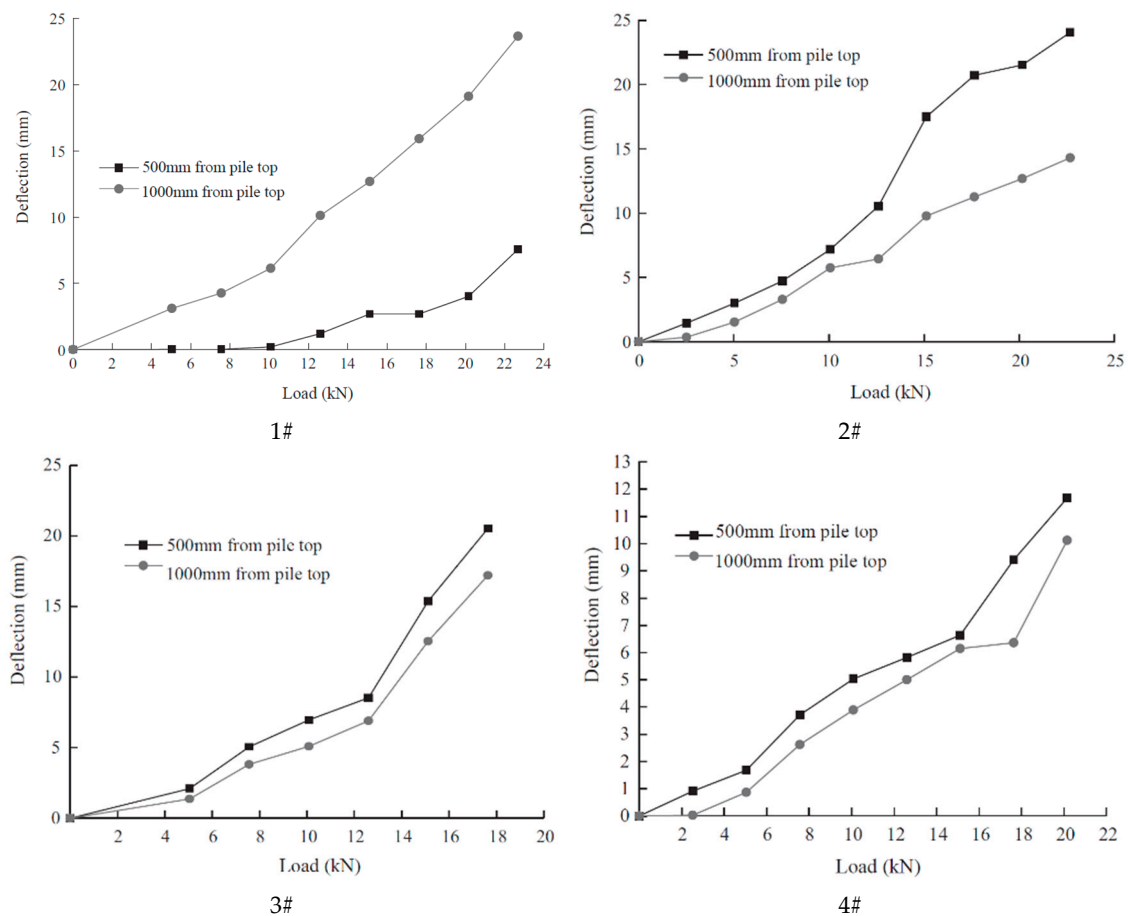 25
20
15
10
5
0
Deflection (mm)
500mm from pile top
1000mm from pile top
0 2 4 6 8 10 12 14 16 18 20 22 24
Load (kN)
1#
25
20
15
10
5
0
Deflection (mm)
500mm from pile top
1000mm from pile top
0 5 10 15 20 25
Load (kN)
2#
25
20
15
10
5
0
Deflection (mm)
500mm from pile top
1000mm from pile top
2 4 6 8 10 12 14 16 18 20
Load (kN)
3#
13
12
11
10
9
8
7
6
5
4
3
2
1
0
Deflection (mm)
500mm from pile top
1000mm from pile top
2 4 6 8 10 12 14 16 18 20 22
Load (kN)
4#